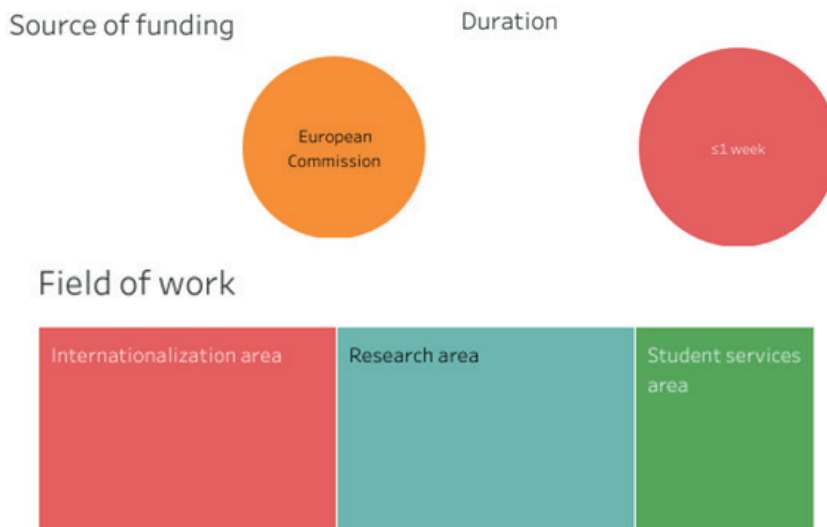 Source of funding
Duration
European
Commission
≤1 week
Field of work
Internationalization area
Research area
Student services
area